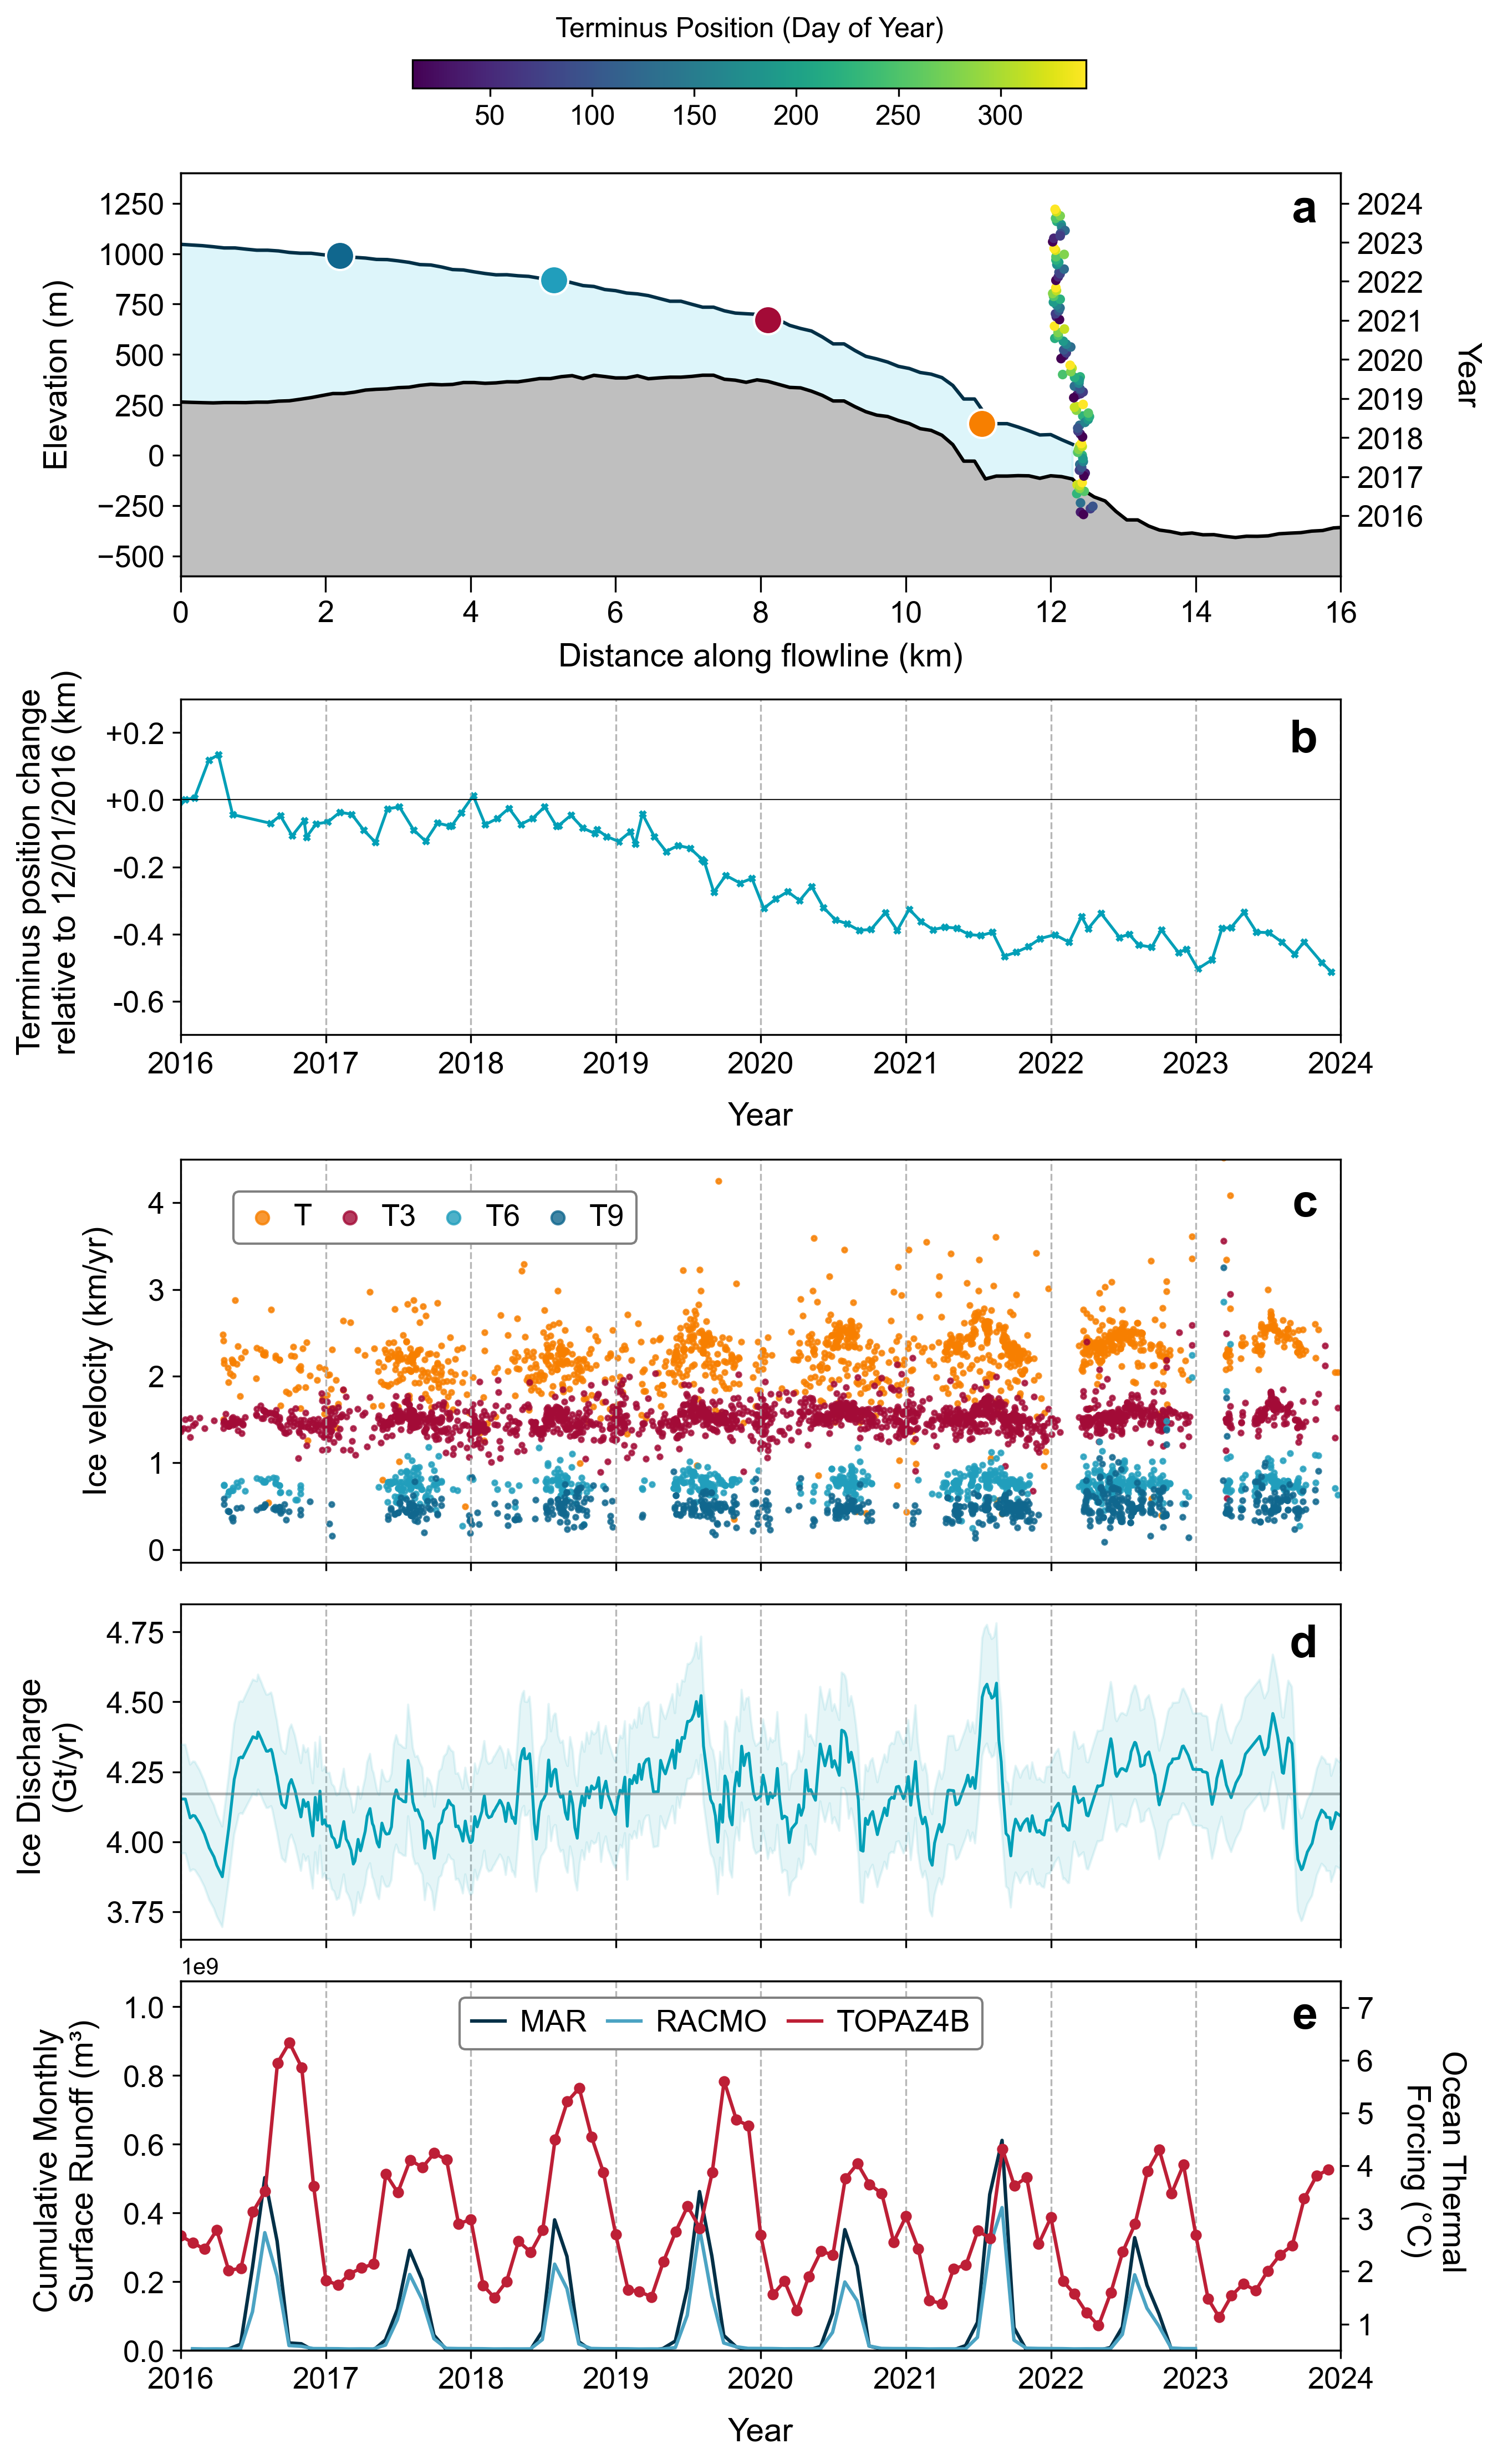 Terminus Position (Day of Year)
50 100 150 200 250 300
a
1250
1000
750
500
250
0
−250
−500
Elevation (m)
2024
2023
2022
2021
2020
2019
2018
2017
2016
Year
0 2 4 6 8 10 12 14 16
Distance along flowline (km)
b
+0.2
+0.0
-0.2
-0.4
-0.6
Terminus position change
relative to 12/01/2016 (km)
2016 2017 2018 2019 2020 2021 2022 2023 2024
Year
c
T T3 T6 T9
4
3
2
1
0
Ice velocity (km/yr)
d
4.75
4.50
4.25
4.00
3.75
Ice Discharge
(Gt/yr)
1e9
e
MAR RACMO TOPAZ4B
1.0
0.8
0.6
0.4
0.2
0.0
Cumulative Monthly
Surface Runoff (m³)
7
6
5
4
3
2
1
Ocean Thermal
Forcing (°C)
2016 2017 2018 2019 2020 2021 2022 2023 2024
Year